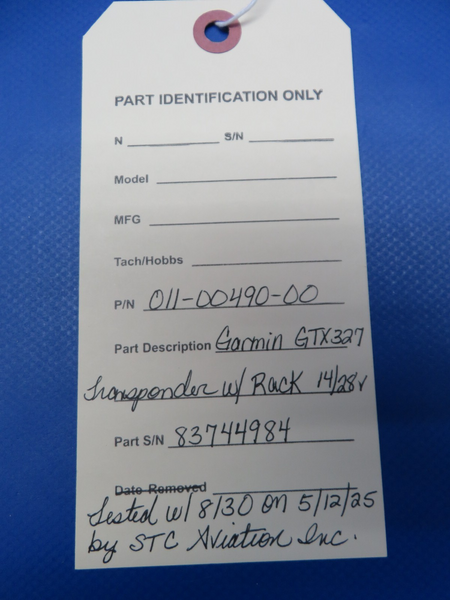 PART IDENTIFICATION ONLY
N S/N
Model
MFG
Tach/Hobbs
P/N 011-00490-00
Part Description Garmin GTX327
Transponder w/ Rack 14/28v
Part S/N 83744984
Date Removed
Tested w/ 8130 on 5/12/25
by STC Aviation Inc.